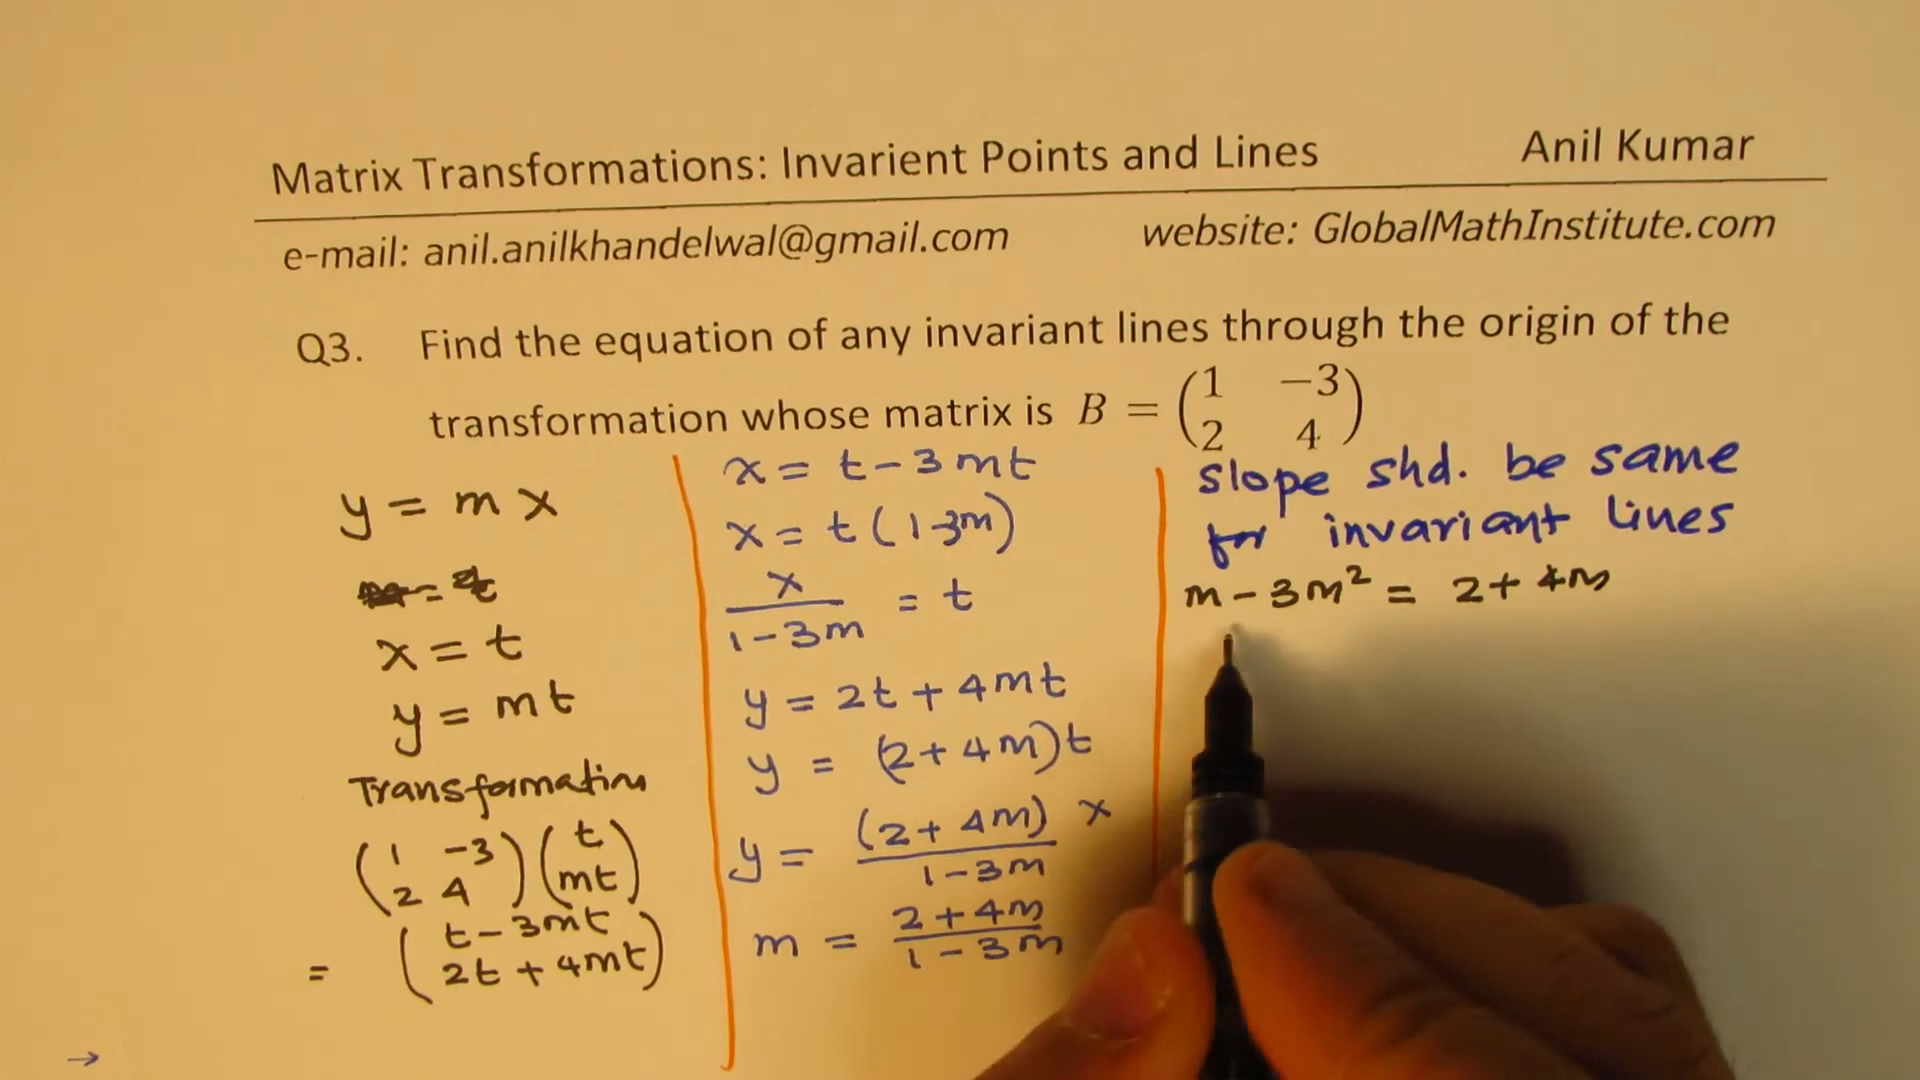 Matrix Transformations: Invarient Points and Lines Anil Kumar
e-mail: anil.anilkhandelwal@gmail.com website: GlobalMathInstitute.com
Q3. Find the equation of any invariant lines through the origin of the
transformation whose matrix is B = (1 −3
2 4)
y = mx
x = t
y = mt
Transformation
(1 -3
2 4)(t
mt)
= (t - 3mt
2t + 4mt)
x = t - 3mt
x = t(1-3m)
x
/
1-3m = t
y = 2t + 4mt
y = (2+4m)t
y = (2+4m)x
/
1-3m
m = 2+4m
/
1-3m
slope shd. be same
for invariant lines
m - 3m² = 2 + 4m
→